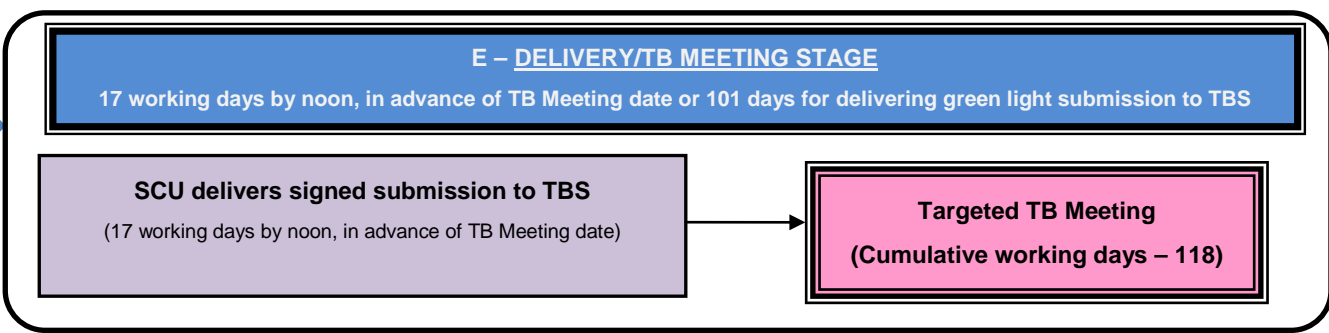 E – DELIVERY/TB MEETING STAGE
17 working days by noon, in advance of TB Meeting date or 101 days for delivering green light submission to TBS
SCU delivers signed submission to TBS
(17 working days by noon, in advance of TB Meeting date)
Targeted TB Meeting
(Cumulative working days – 118)